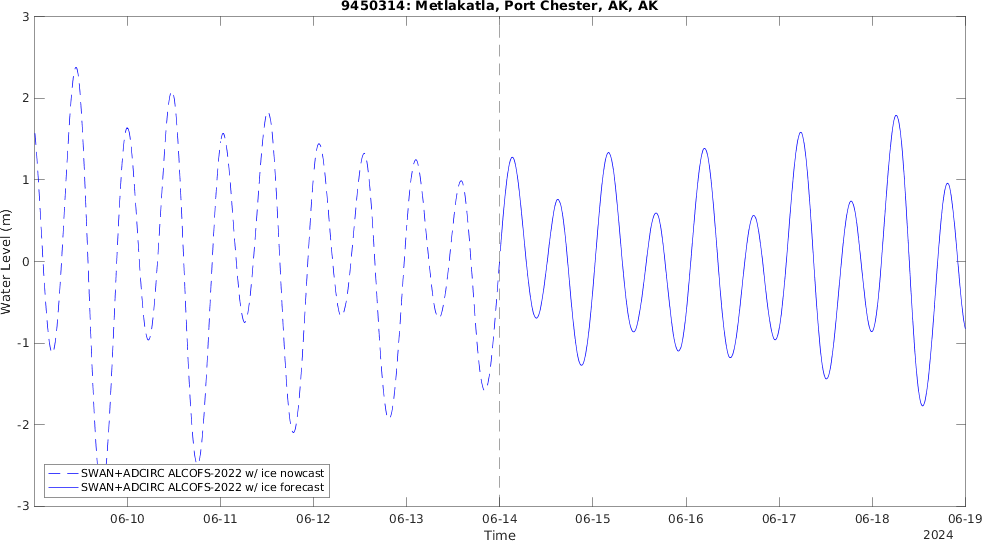 9450314: Metlakatla, Port Chester, AK, AK
3
2
1
0
-1
-2
-3
Water Level (m)
SWAN+ADCIRC ALCOFS-2022 w/ ice nowcast
SWAN+ADCIRC ALCOFS-2022 w/ ice forecast
06-10 06-11 06-12 06-13 06-14 06-15 06-16 06-17 06-18 06-19
Time
2024